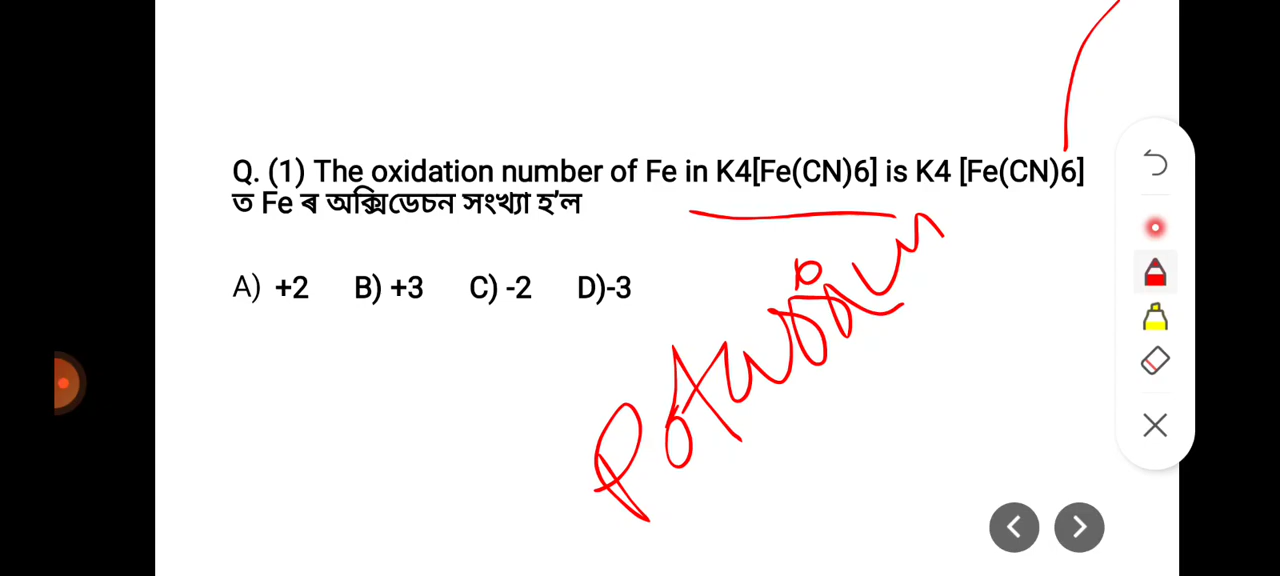 Q. (1) The oxidation number of Fe in K4[Fe(CN)6] is K4 [Fe(CN)6]
ত Fe ৰ অক্সিডেচন সংখ্যা হ'ল
A) +2 B) +3 C) -2 D)-3